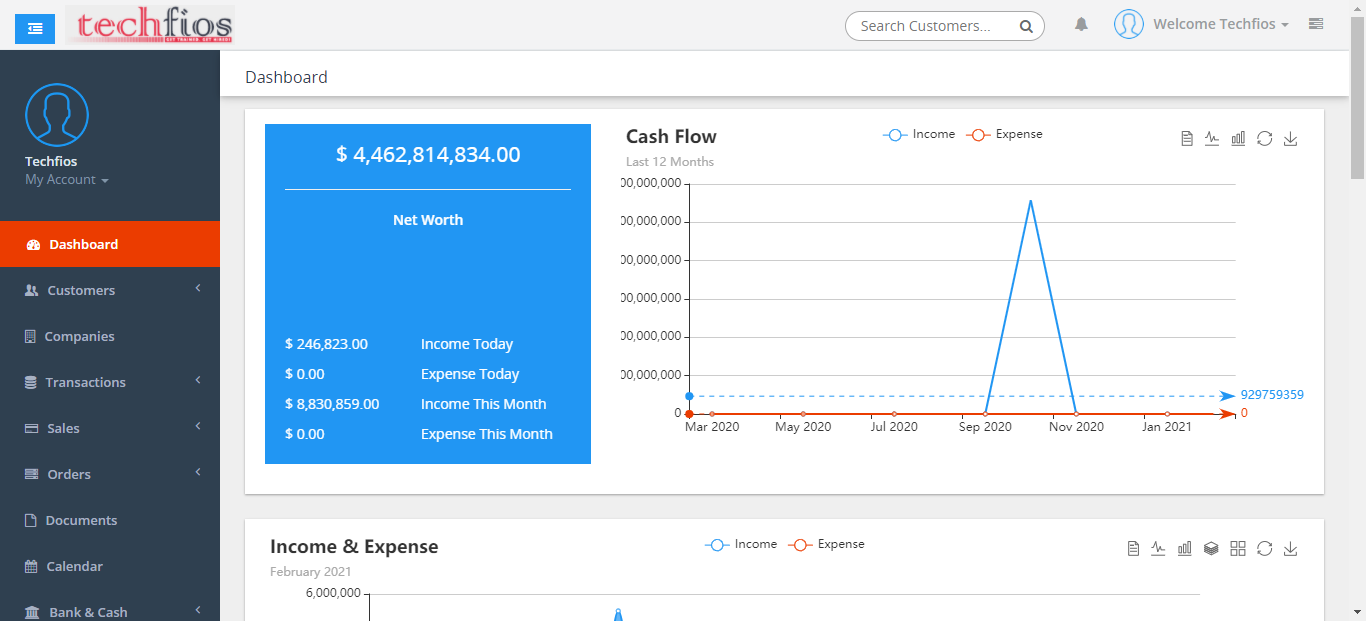 techfios
GET TRAINED. GET HIRED!
Search Customers...
Welcome Techfios
Techfios
My Account
Dashboard
Customers
Companies
Transactions
Sales
Orders
Documents
Calendar
Bank & Cash
Dashboard
$ 4,462,814,834.00
Net Worth
$ 246,823.00 Income Today
$ 0.00 Expense Today
$ 8,830,859.00 Income This Month
$ 0.00 Expense This Month
Cash Flow
Last 12 Months
Income Expense
00,000,000
00,000,000
00,000,000
00,000,000
00,000,000
00,000,000
0
929759359
0
Mar 2020 May 2020 Jul 2020 Sep 2020 Nov 2020 Jan 2021
Income & Expense
February 2021
Income Expense
6,000,000